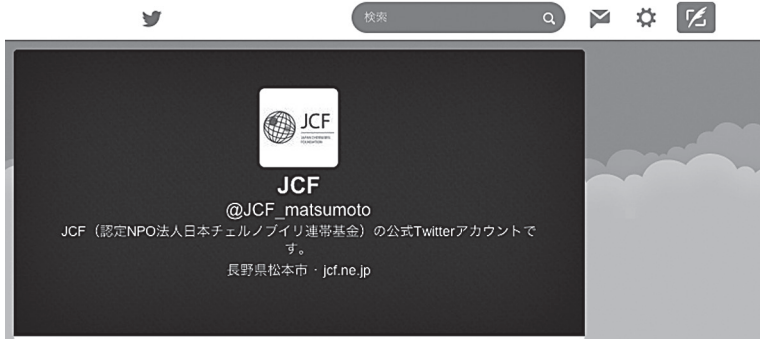 検索
JCF
JAPAN CHERNOBYL
FOUNDATION
JCF
@JCF_matsumoto
JCF（認定NPO法人日本チェルノブイリ連帯基金）の公式Twitterアカウントで
す。
長野県松本市 · jcf.ne.jp